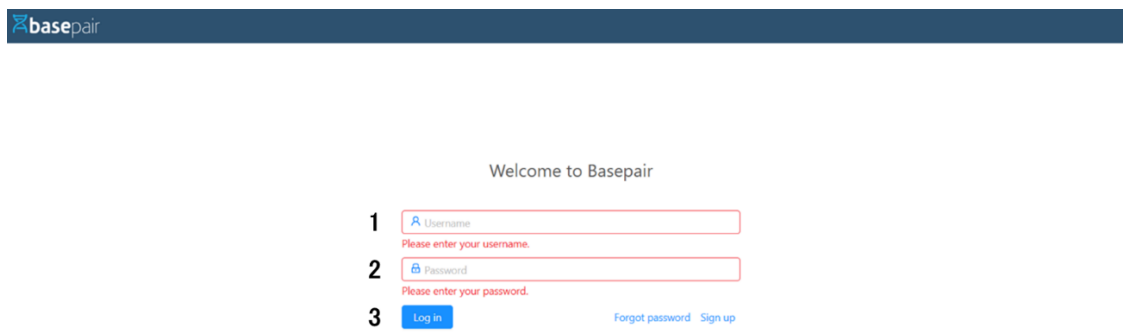 basepair
Welcome to Basepair
1 Username
Please enter your username.
2 Password
Please enter your password.
3 Log in Forgot password Sign up